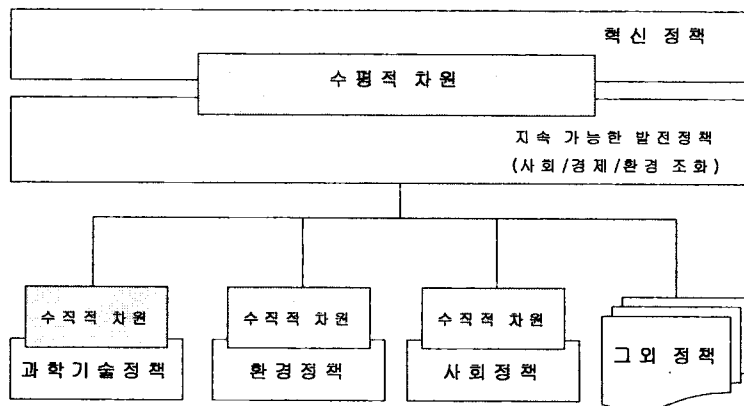 혁신 정책
수평적 차원
지속 가능한 발전정책
(사회/경제/환경 조화)
수직적 차원
수직적 차원
수직적 차원
과학기술정책
환경정책
사회정책
그외 정책